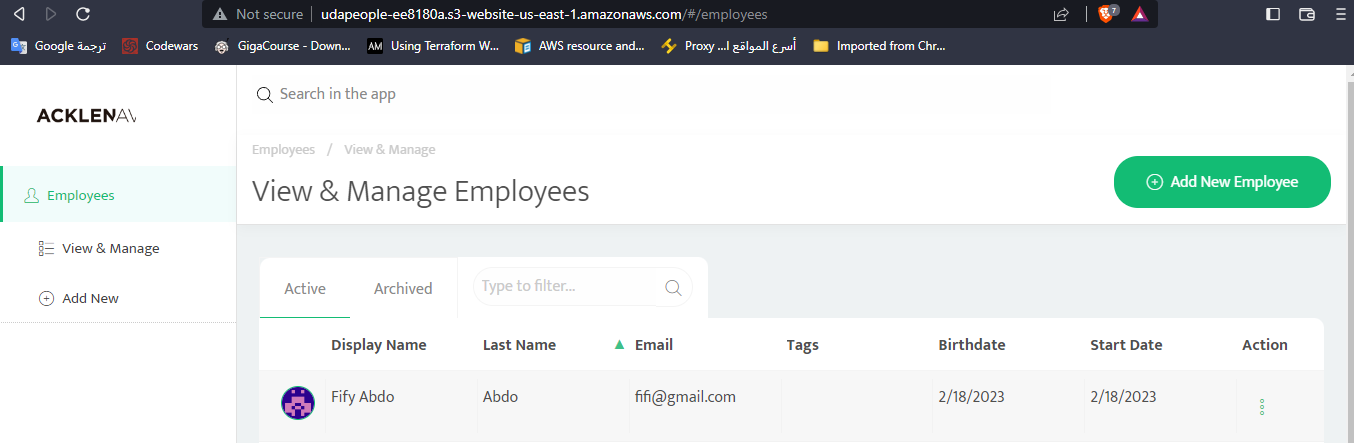 Not secure | udapeople-ee8180a.s3-website-us-east-1.amazonaws.com/#/employees 7
ترجمة Google Codewars GigaCourse - Down... AM Using Terraform W... AWS resource and... Proxy ...أسرع المواقع ا Imported from Chr...
Search in the app
ACKLENAV
Employees / View & Manage
View & Manage Employees
Add New Employee
Employees
View & Manage
Add New
Active Archived Type to filter...
Display Name Last Name Email Tags Birthdate Start Date Action
Fify Abdo Abdo fifi@gmail.com 2/18/2023 2/18/2023